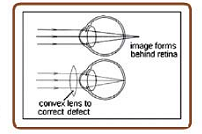 image forms
behind retina
convex lens to
correct defect